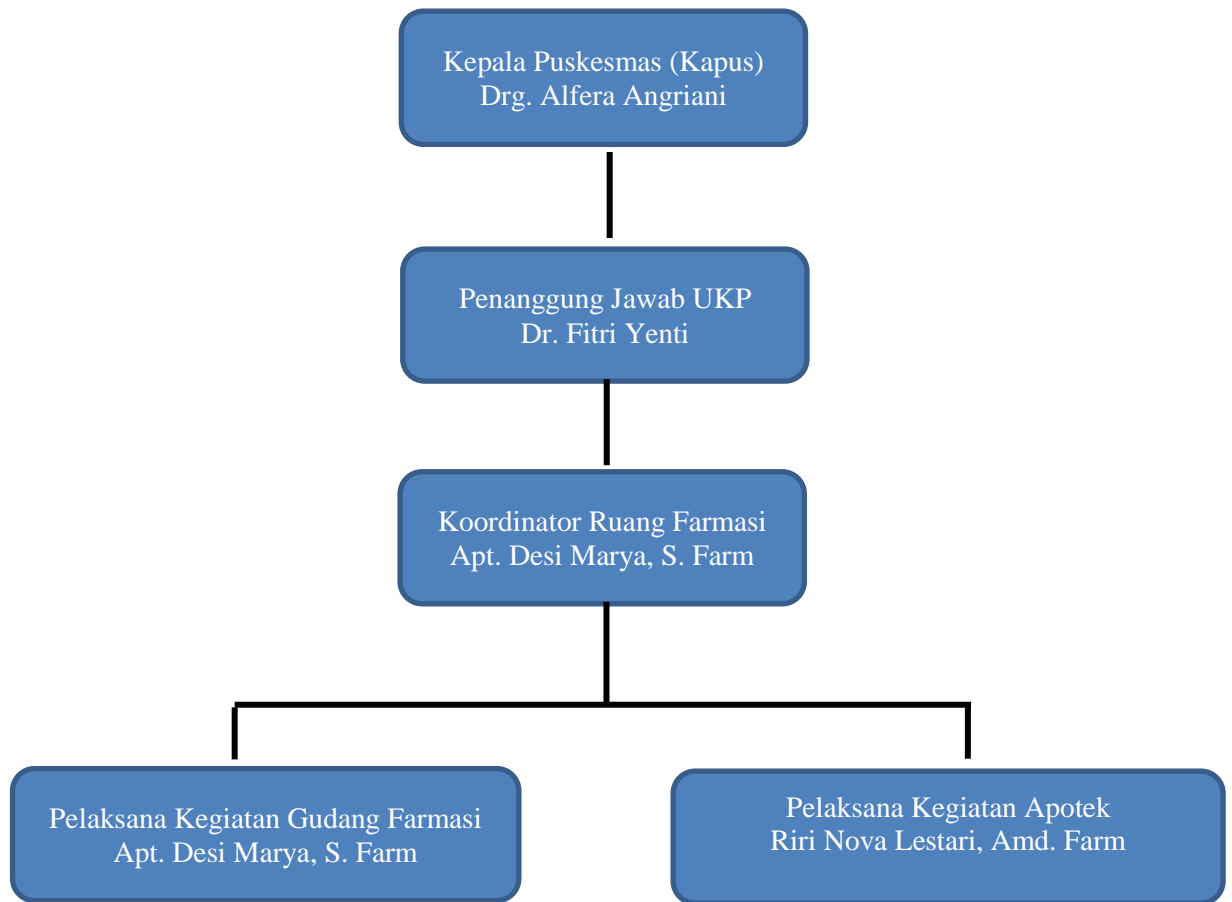 Kepala Puskesmas (Kapus)
Drg. Alfera Angriani
Penanggung Jawab UKP
Dr. Fitri Yenti
Koordinator Ruang Farmasi
Apt. Desi Marya, S. Farm
Pelaksana Kegiatan Gudang Farmasi
Apt. Desi Marya, S. Farm
Pelaksana Kegiatan Apotek
Riri Nova Lestari, Amd. Farm